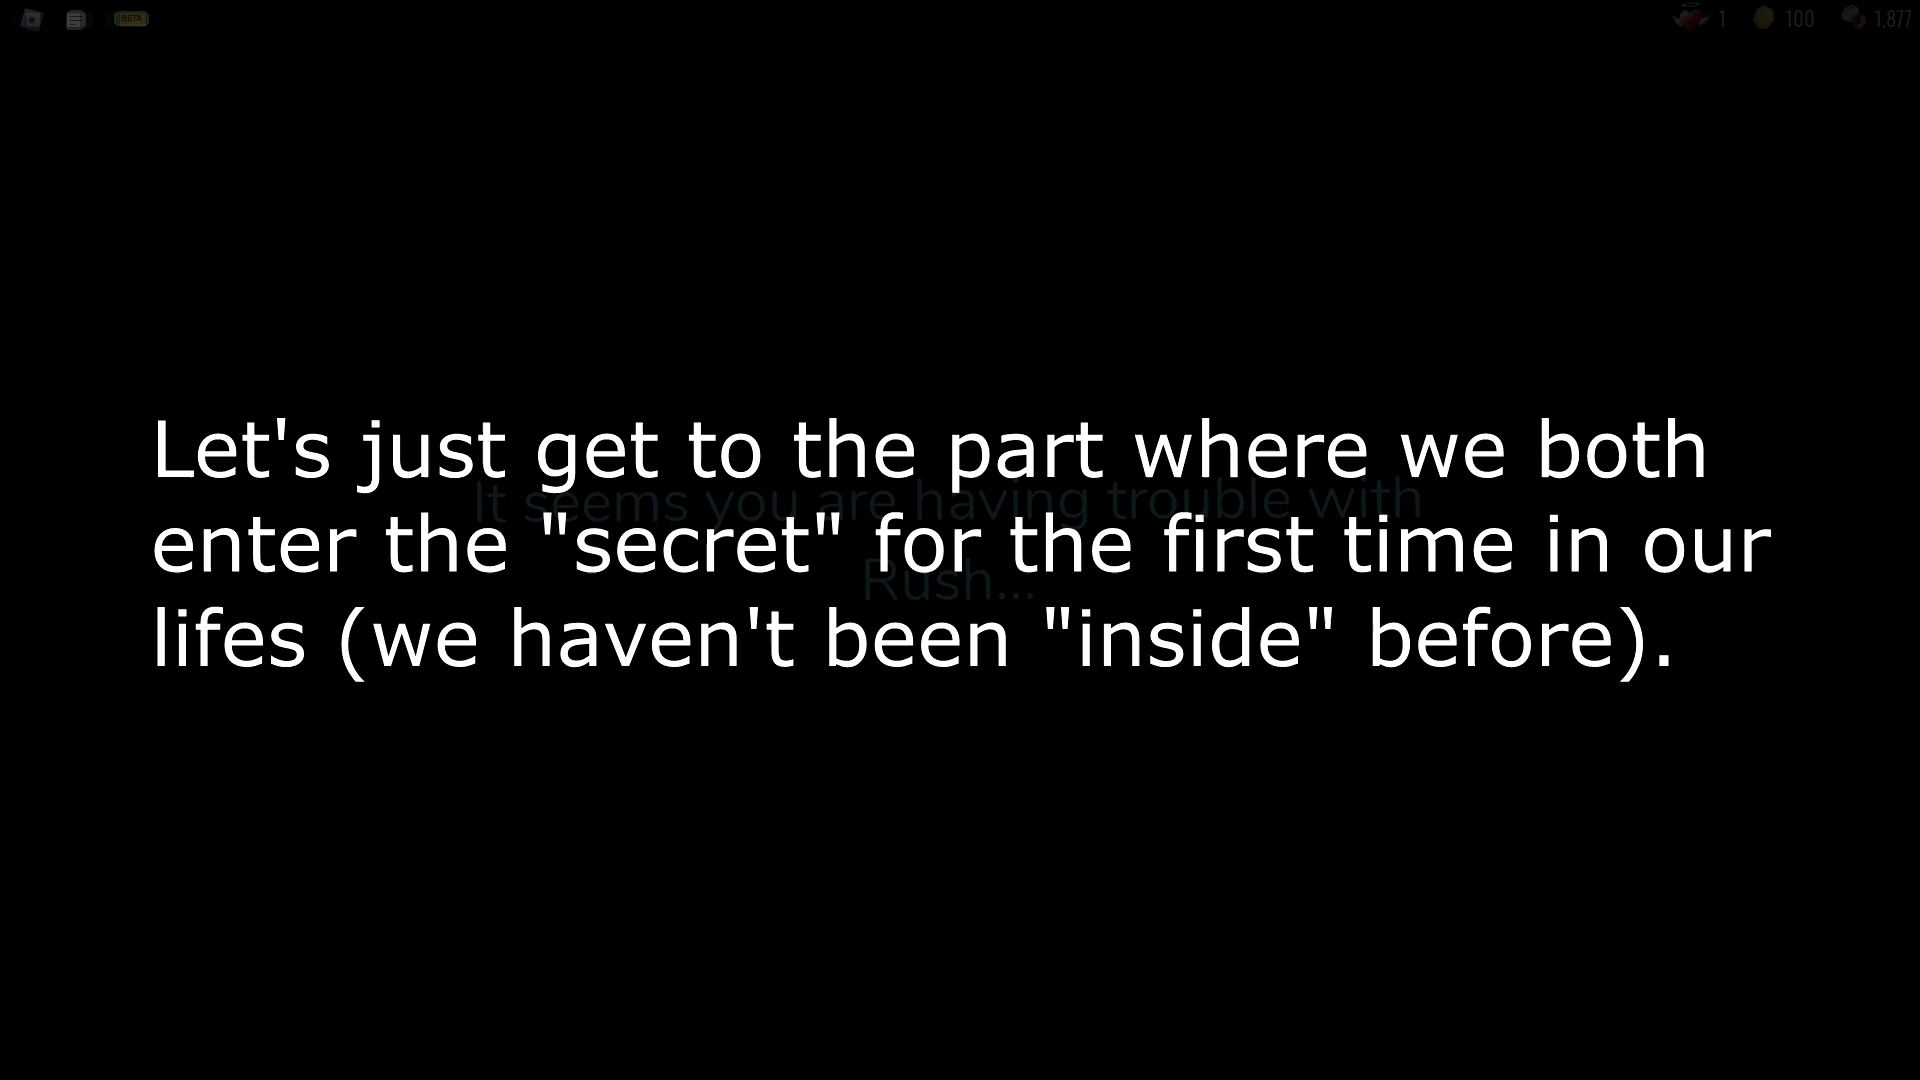 BETA
1
100
1,877
Let's just get to the part where we both
It seems you are having trouble with
enter the "secret" for the first time in our
Rush...
lifes (we haven't been "inside" before).